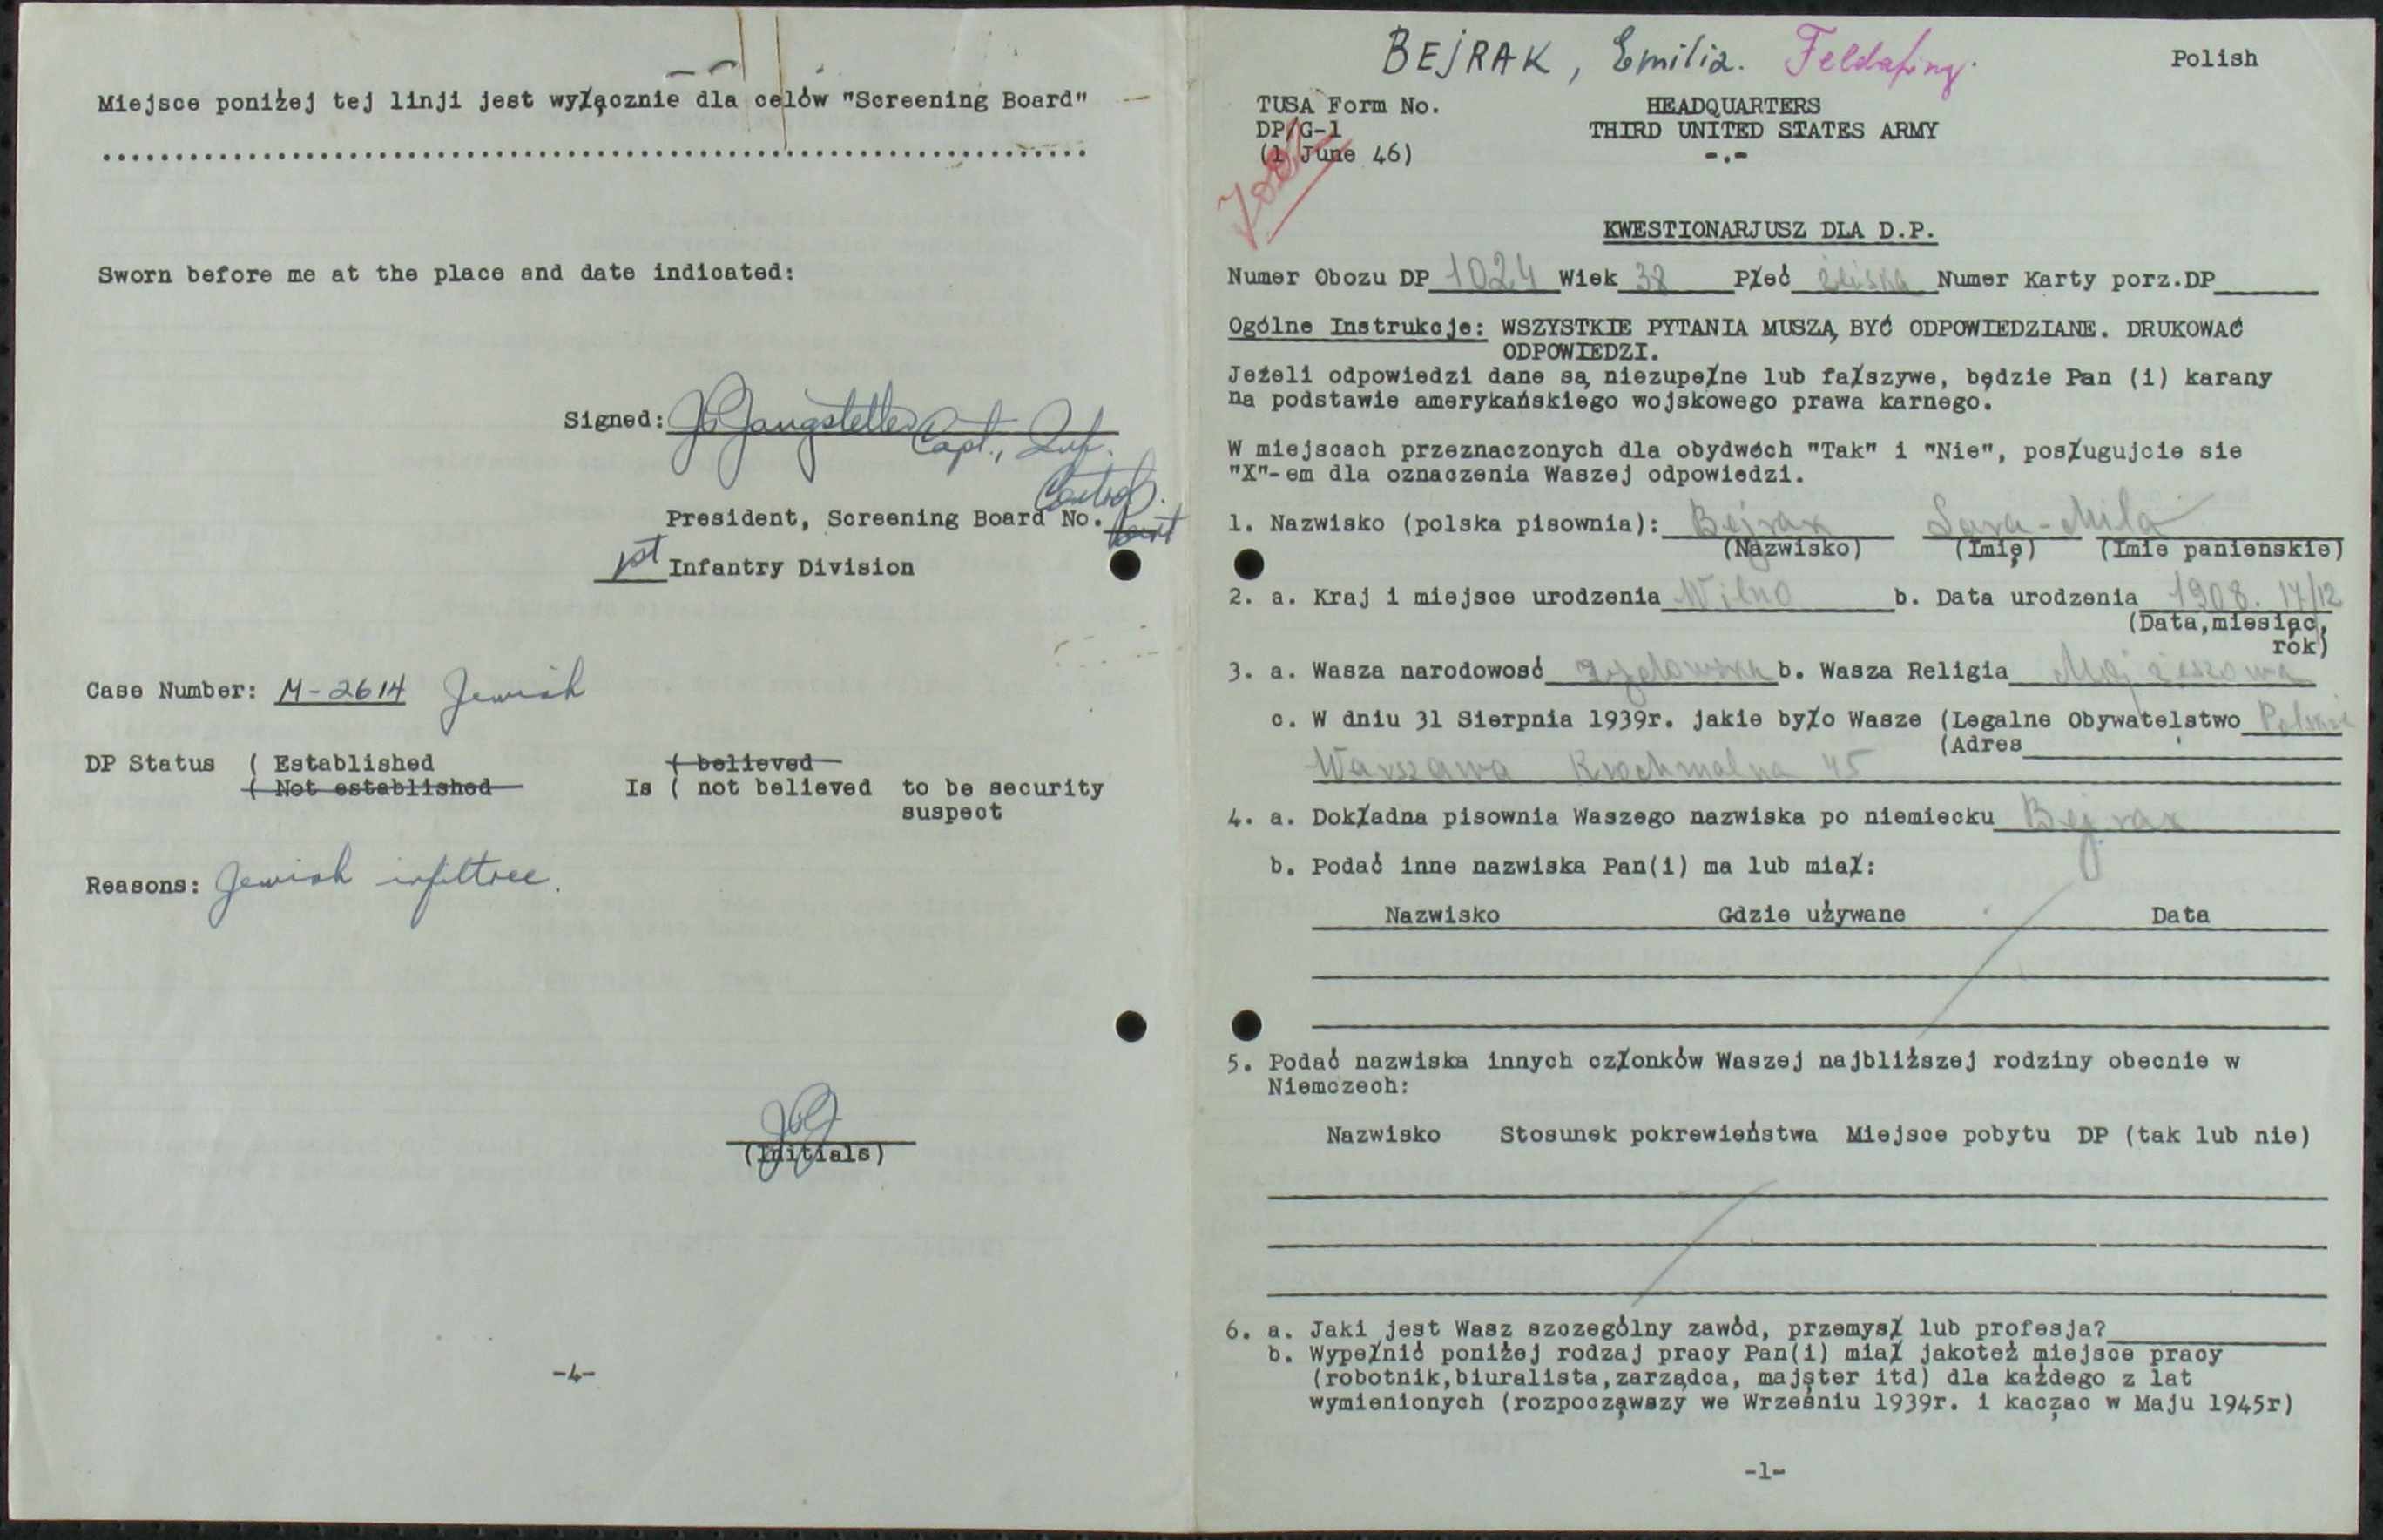 Miejsce poniżej tej linji jest wyłącznie dla celów "Screening Board"
Sworn before me at the place and date indicated:
Signed: Capt., Inf.
Control
President, Screening Board No.
1st Infantry Division
Case Number: M-2614 Jewish
DP Status ( Established ( believed
( Not established Is ( not believed to be security
suspect
Reasons: Jewish infiltree.
(Initials)
-4-
BEJRAK, Emilia. Feldafing. Polish
TUSA Form No. HEADQUARTERS
DP/G-1 THIRD UNITED STATES ARMY
(1 June 46) -.-
KWESTIONARJUSZ DLA D.P.
Numer Obozu DP 1024 Wiek 38 Płeć Numer Karty porz.DP
Ogólne Instrukcje: WSZYSTKIE PYTANIA MUSZĄ BYĆ ODPOWIEDZIANE. DRUKOWAĆ
ODPOWIEDZI.
Jeżeli odpowiedzi dane są niezupełne lub fałszywe, będzie Pan (i) karany
na podstawie amerykańskiego wojskowego prawa karnego.
W miejscach przeznaczonych dla obydwóch "Tak" i "Nie", posługujcie sie
"X"-em dla oznaczenia Waszej odpowiedzi.
1. Nazwisko (polska pisownia): Bejrak Sara-Mila
(Nazwisko) (Imię) (Imie panienskie)
2. a. Kraj i miejsce urodzenia Wilno b. Data urodzenia 1908. 17/12
(Data,miesiąc,
rok)
3. a. Wasza narodowosć żydowska b. Wasza Religia Mojżeszowa
c. W dniu 31 Sierpnia 1939r. jakie było Wasze (Legalne Obywatelstwo Polskie
(Adres
Warszawa Krochmalna 45
4. a. Dokładna pisownia Waszego nazwiska po niemiecku Bejrak
b. Podać inne nazwiska Pan(i) ma lub miał:
Nazwisko Gdzie używane Data
5. Podać nazwiska innych członków Waszej najbliższej rodziny obecnie w
Niemczech:
Nazwisko Stosunek pokrewieństwa Miejsce pobytu DP (tak lub nie)
6. a. Jaki jest Wasz szczególny zawód, przemysł lub profesja?
b. Wypełnić poniżej rodzaj pracy Pan(i) miał jakoteż miejsce pracy
(robotnik,biuralista,zarządca, majster itd) dla każdego z lat
wymienionych (rozpocząwszy we Wrześniu 1939r. i kacząc w Maju 1945r)
-1-